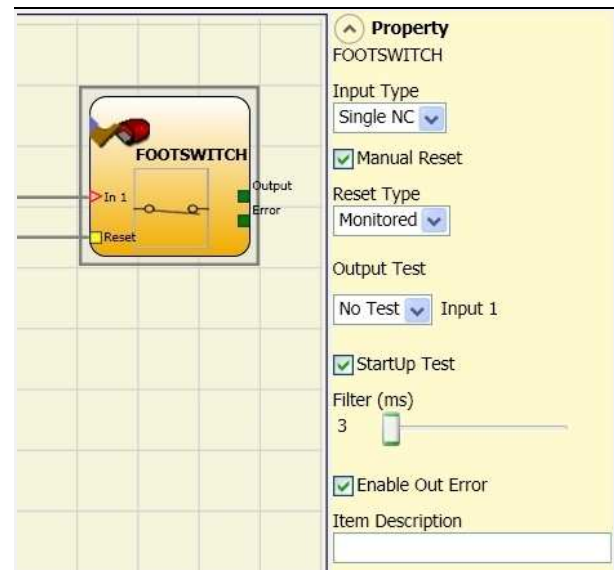 FOOTSWITCH
In 1
Output
Error
Reset
Property
FOOTSWITCH
Input Type
Single NC
Manual Reset
Reset Type
Monitored
Output Test
No Test Input 1
StartUp Test
Filter (ms)
3
Enable Out Error
Item Description